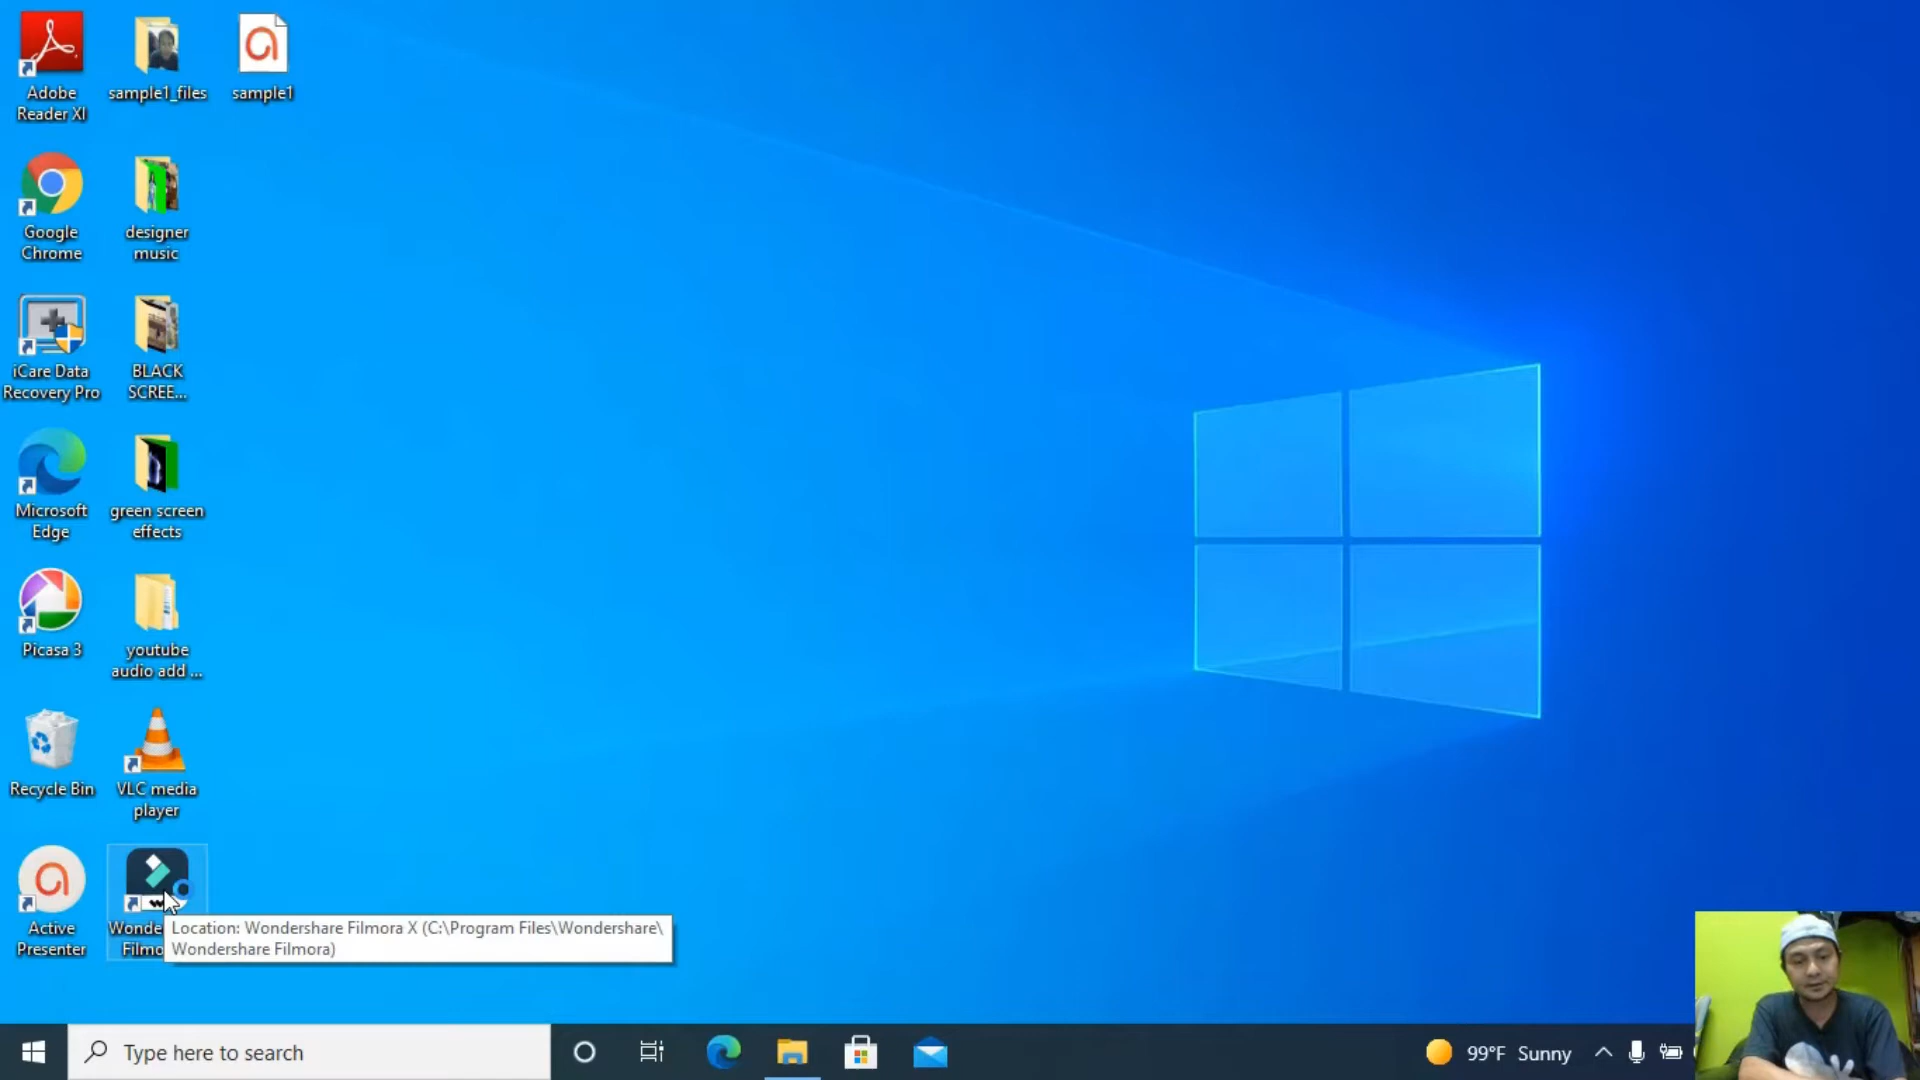 Adobe
Reader XI
sample1_files
sample1
Google
Chrome
designer
music
iCare Data
Recovery Pro
BLACK
SCREE...
Microsoft
Edge
green screen
effects
Picasa 3
youtube
audio add ...
Recycle Bin
VLC media
player
Active
Presenter
Wonde
Filmo
Location: Wondershare Filmora X (C:\Program Files\Wondershare\
Wondershare Filmora)
Type here to search
99°F Sunny